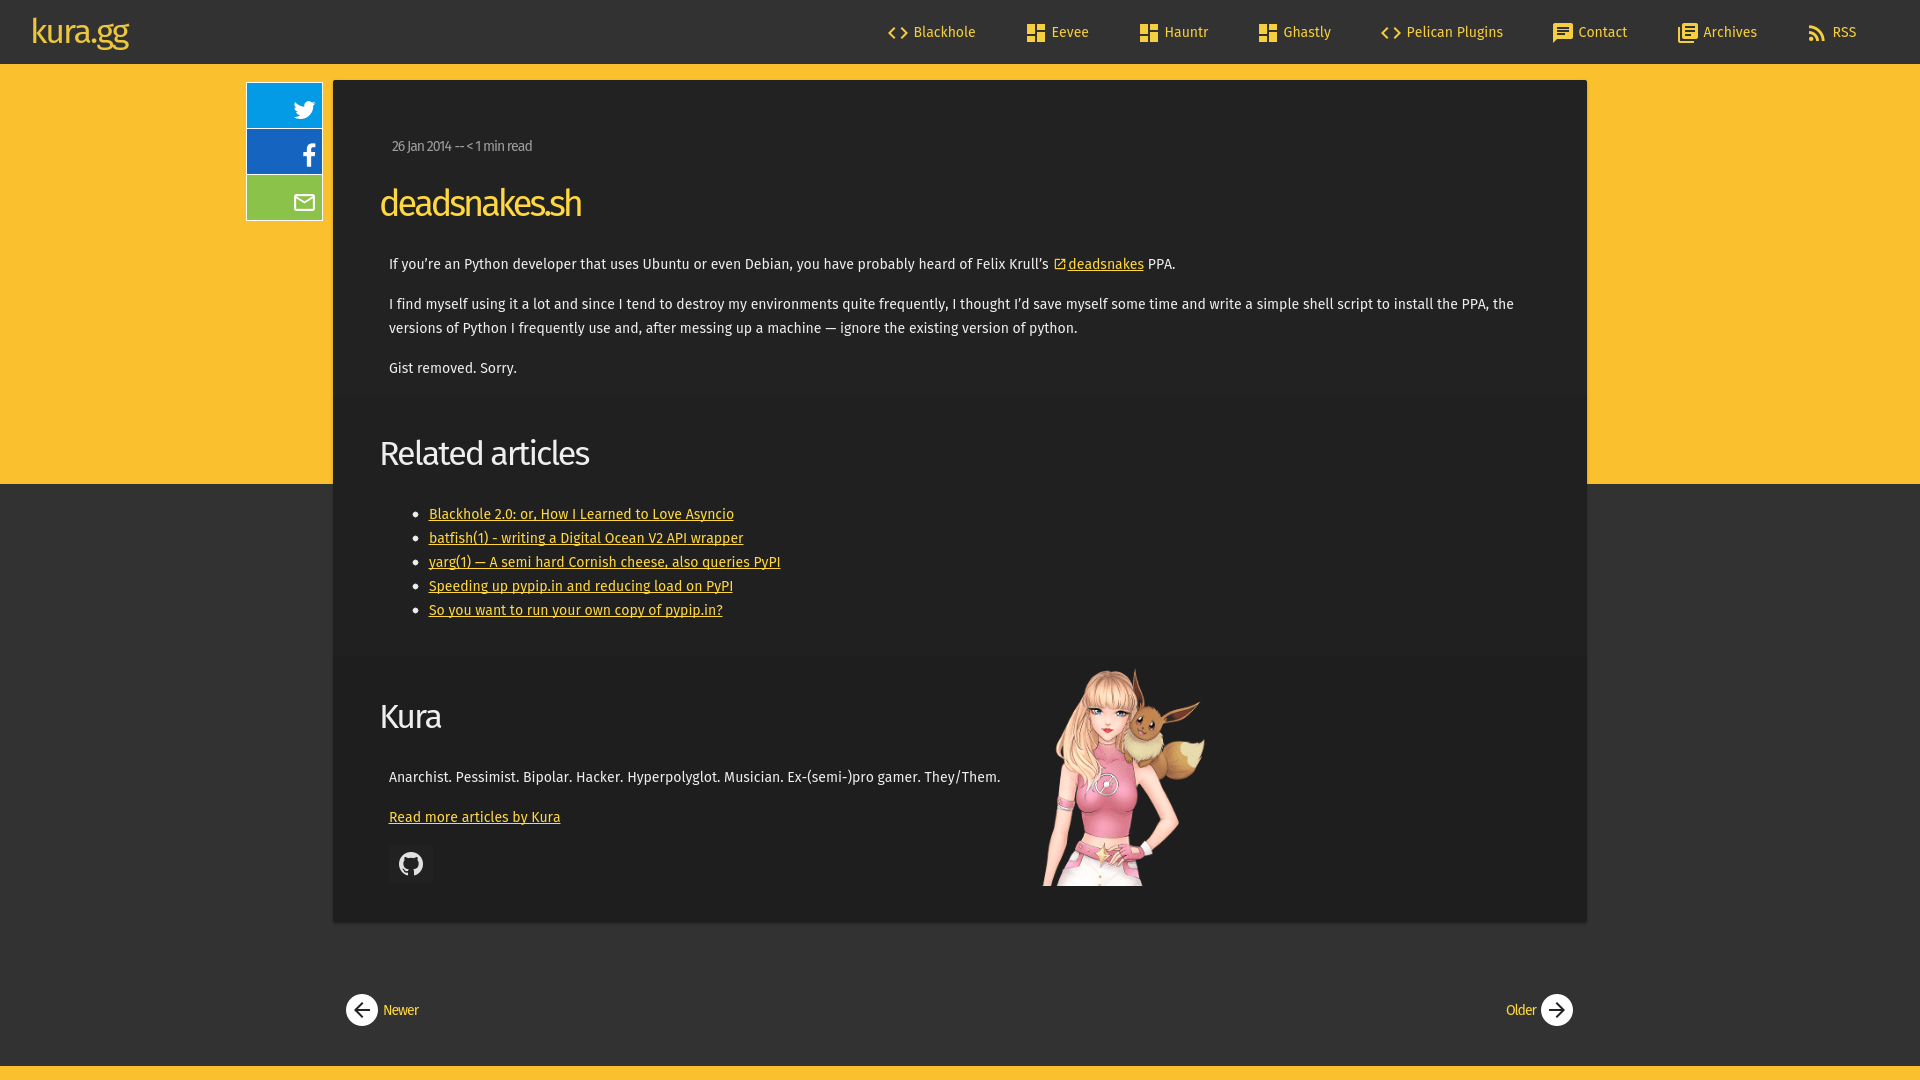 kura.gg
Blackhole
Eevee
Hauntr
Ghastly
Pelican Plugins
Contact
Archives
RSS
26 Jan 2014 -- < 1 min read
deadsnakes.sh
If you’re an Python developer that uses Ubuntu or even Debian, you have probably heard of Felix Krull’s deadsnakes PPA.
I find myself using it a lot and since I tend to destroy my environments quite frequently, I thought I’d save myself some time and write a simple shell script to install the PPA, the
versions of Python I frequently use and, after messing up a machine — ignore the existing version of python.
Gist removed. Sorry.
Related articles
Blackhole 2.0: or, How I Learned to Love Asyncio
batfish(1) - writing a Digital Ocean V2 API wrapper
yarg(1) — A semi hard Cornish cheese, also queries PyPI
Speeding up pypip.in and reducing load on PyPI
So you want to run your own copy of pypip.in?
Kura
Anarchist. Pessimist. Bipolar. Hacker. Hyperpolyglot. Musician. Ex-(semi-)pro gamer. They/Them.
Read more articles by Kura
Newer
Older